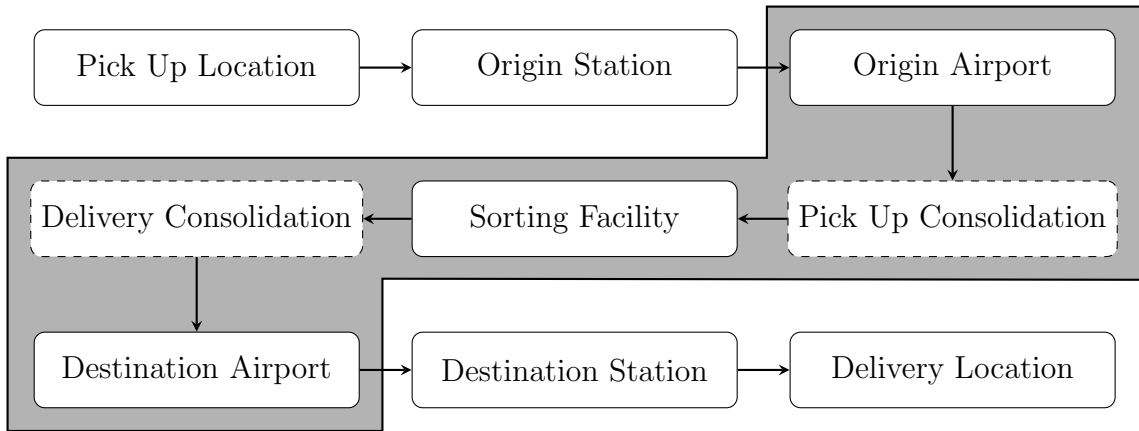 Pick Up Location
Origin Station
Origin Airport
Delivery Consolidation
Sorting Facility
Pick Up Consolidation
Destination Airport
Destination Station
Delivery Location